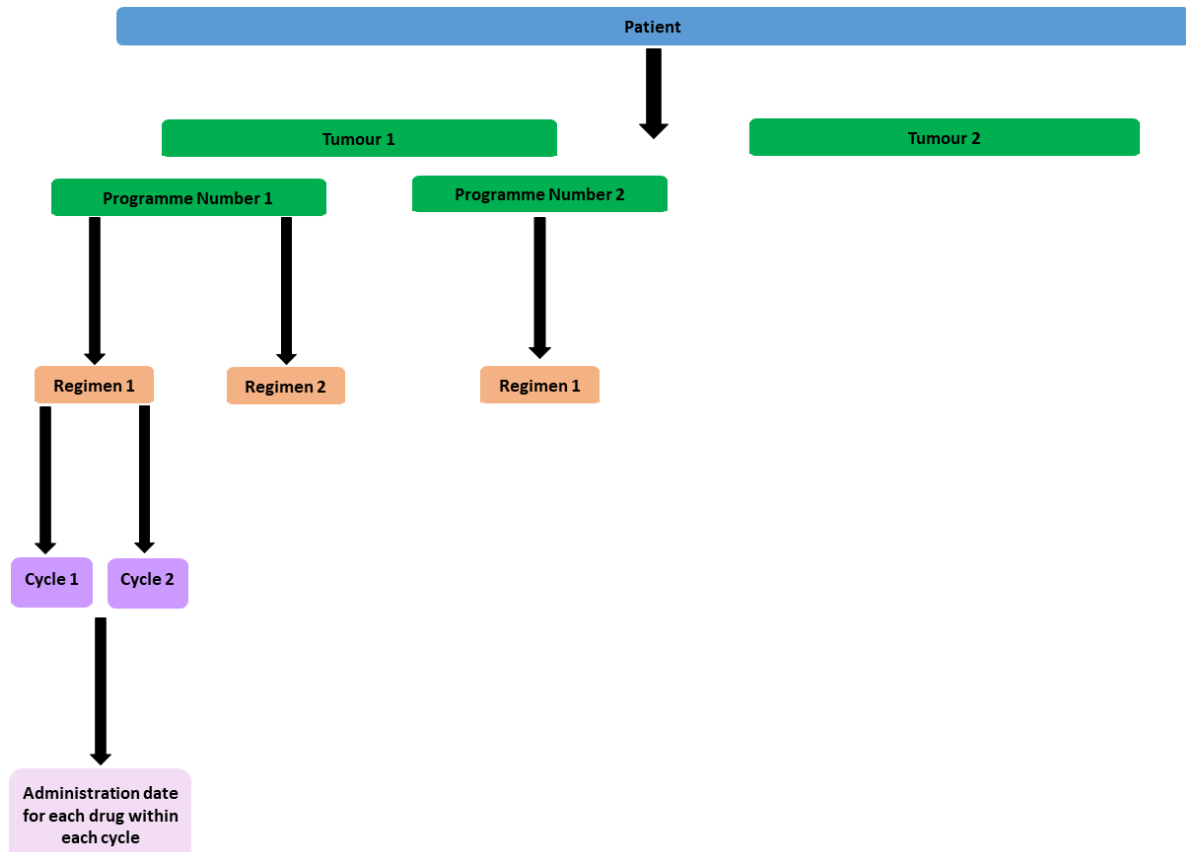 Patient
Tumour 1
Tumour 2
Programme Number 1
Programme Number 2
Regimen 1
Regimen 2
Regimen 1
Cycle 1
Cycle 2
Administration date
for each drug within
each cycle